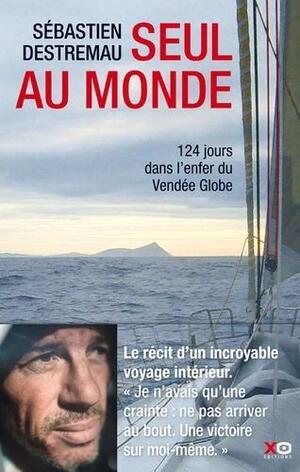 SÉBASTIEN
DESTREMAU
SEUL
AU MONDE
124 jours
dans l'enfer du
Vendée Globe
Le récit d'un incroyable
voyage intérieur.
« Je n'avais qu'une
crainte : ne pas arriver
au bout. Une victoire
sur moi-même. »
XO
ÉDITIONS